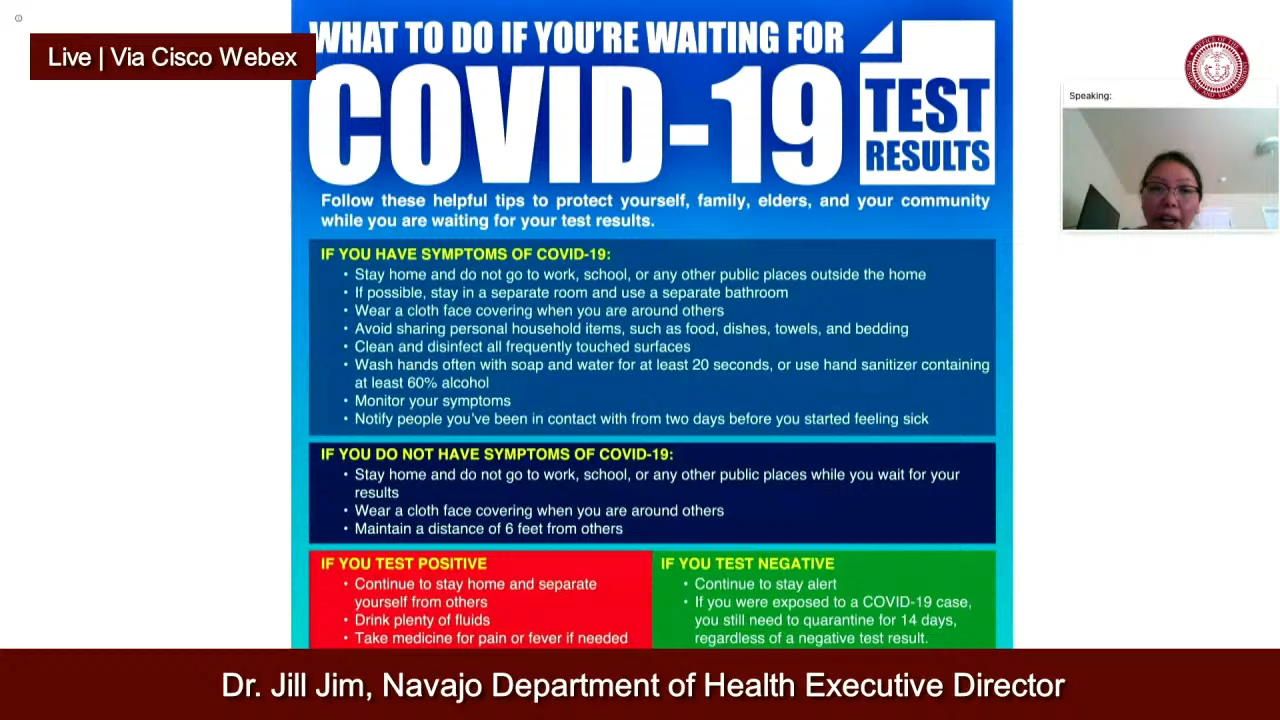 Live | Via Cisco Webex
WHAT TO DO IF YOU'RE WAITING FOR
COVID-19
TEST
RESULTS
Follow these helpful tips to protect yourself, family, elders, and your community
while you are waiting for your test results.
IF YOU HAVE SYMPTOMS OF COVID-19:
• Stay home and do not go to work, school, or any other public places outside the home
• If possible, stay in a separate room and use a separate bathroom
• Wear a cloth face covering when you are around others
• Avoid sharing personal household items, such as food, dishes, towels, and bedding
• Clean and disinfect all frequently touched surfaces
• Wash hands often with soap and water for at least 20 seconds, or use hand sanitizer containing
at least 60% alcohol
• Monitor your symptoms
• Notify people you've been in contact with from two days before you started feeling sick
IF YOU DO NOT HAVE SYMPTOMS OF COVID-19:
• Stay home and do not go to work, school, or any other public places while you wait for your
results
• Wear a cloth face covering when you are around others
• Maintain a distance of 6 feet from others
IF YOU TEST POSITIVE
• Continue to stay home and separate
yourself from others
• Drink plenty of fluids
• Take medicine for pain or fever if needed
IF YOU TEST NEGATIVE
• Continue to stay alert
• If you were exposed to a COVID-19 case,
you still need to quarantine for 14 days,
regardless of a negative test result.
Speaking:
OFFICE OF THE
Dr. Jill Jim, Navajo Department of Health Executive Director